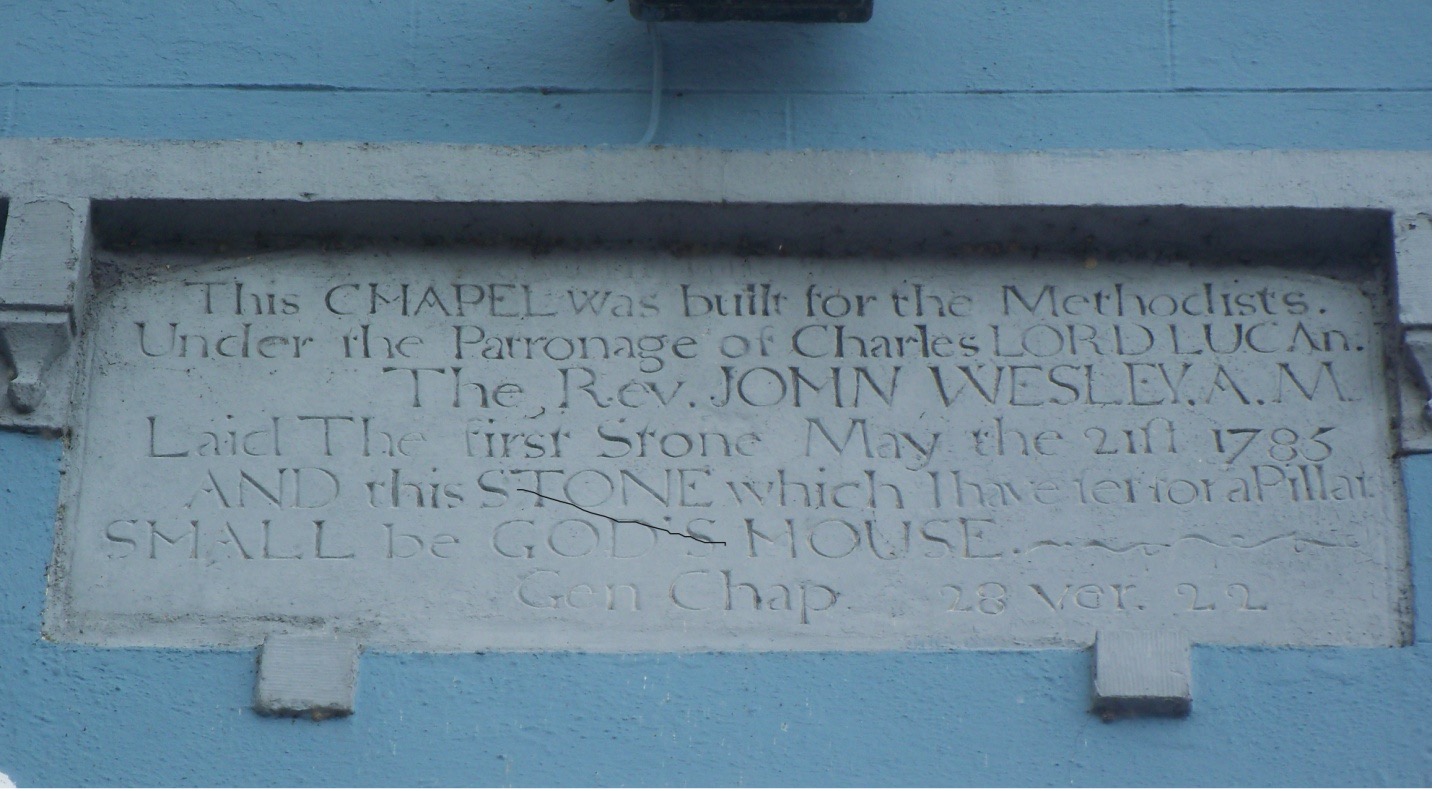 This CHAPEL was built for the Methodists.
Under the Patronage of Charles LORD LUCAn.
The, Rev. JOHN WESLEY. A. M.
Laid The first Stone May the 21ſt 1785
AND this STONE which I have ſet for a Pillar
SHALL be GOD'S HOUSE.
Gen Chap. 28 Ver. 22